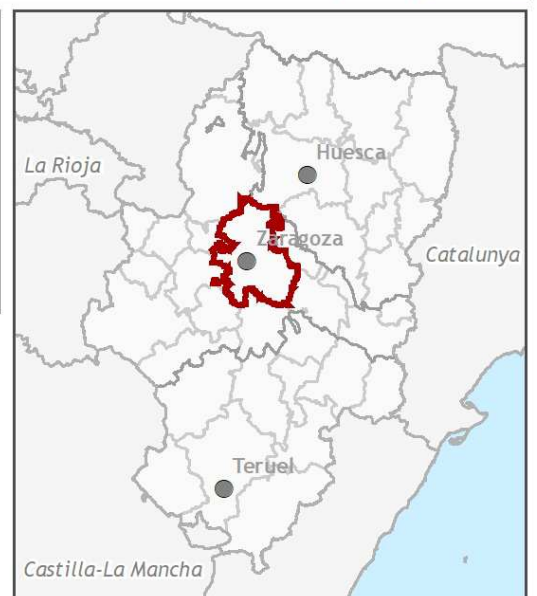 Huesca
La Rioja
Zaragoza
Catalunya
Teruel
Castilla-La Mancha